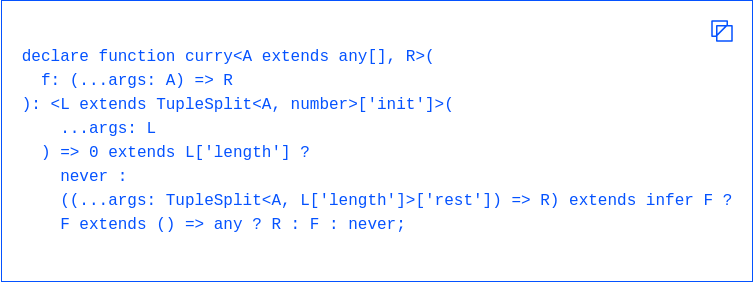 declare function curry<A extends any[], R>(
  f: (...args: A) => R
): <L extends TupleSplit<A, number>['init']>(
    ...args: L
  ) => 0 extends L['length'] ?
    never :
    ((...args: TupleSplit<A, L['length']>['rest']) => R) extends infer F ?
    F extends () => any ? R : F : never;